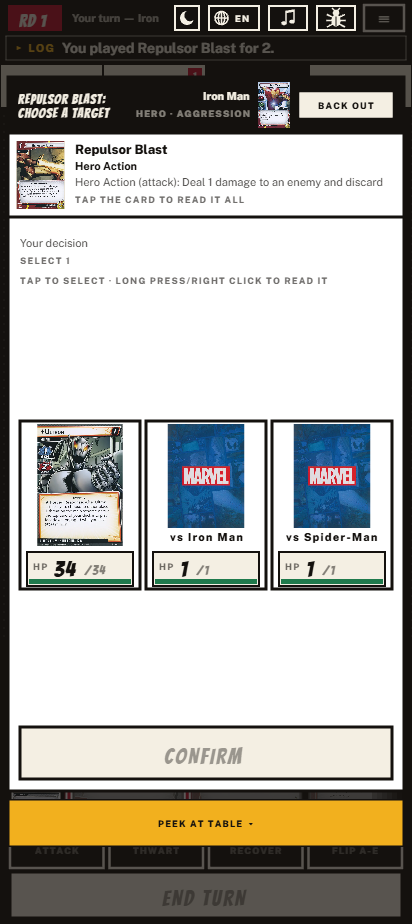 RD 1
Your turn — Iron
EN
LOG You played Repulsor Blast for 2.
REPULSOR BLAST:
CHOOSE A TARGET
Iron Man
HERO · AGGRESSION
BACK OUT
Repulsor Blast
Hero Action
Hero Action (attack): Deal 1 damage to an enemy and discard
TAP THE CARD TO READ IT ALL
Your decision
SELECT 1
TAP TO SELECT · LONG PRESS/RIGHT CLICK TO READ IT
MARVEL
MARVEL
vs Iron Man
vs Spider-Man
HP 34 /34
HP 1 /1
HP 1 /1
CONFIRM
PEEK AT TABLE
ATTACK
THWART
RECOVER
FLIP A-E
END TURN